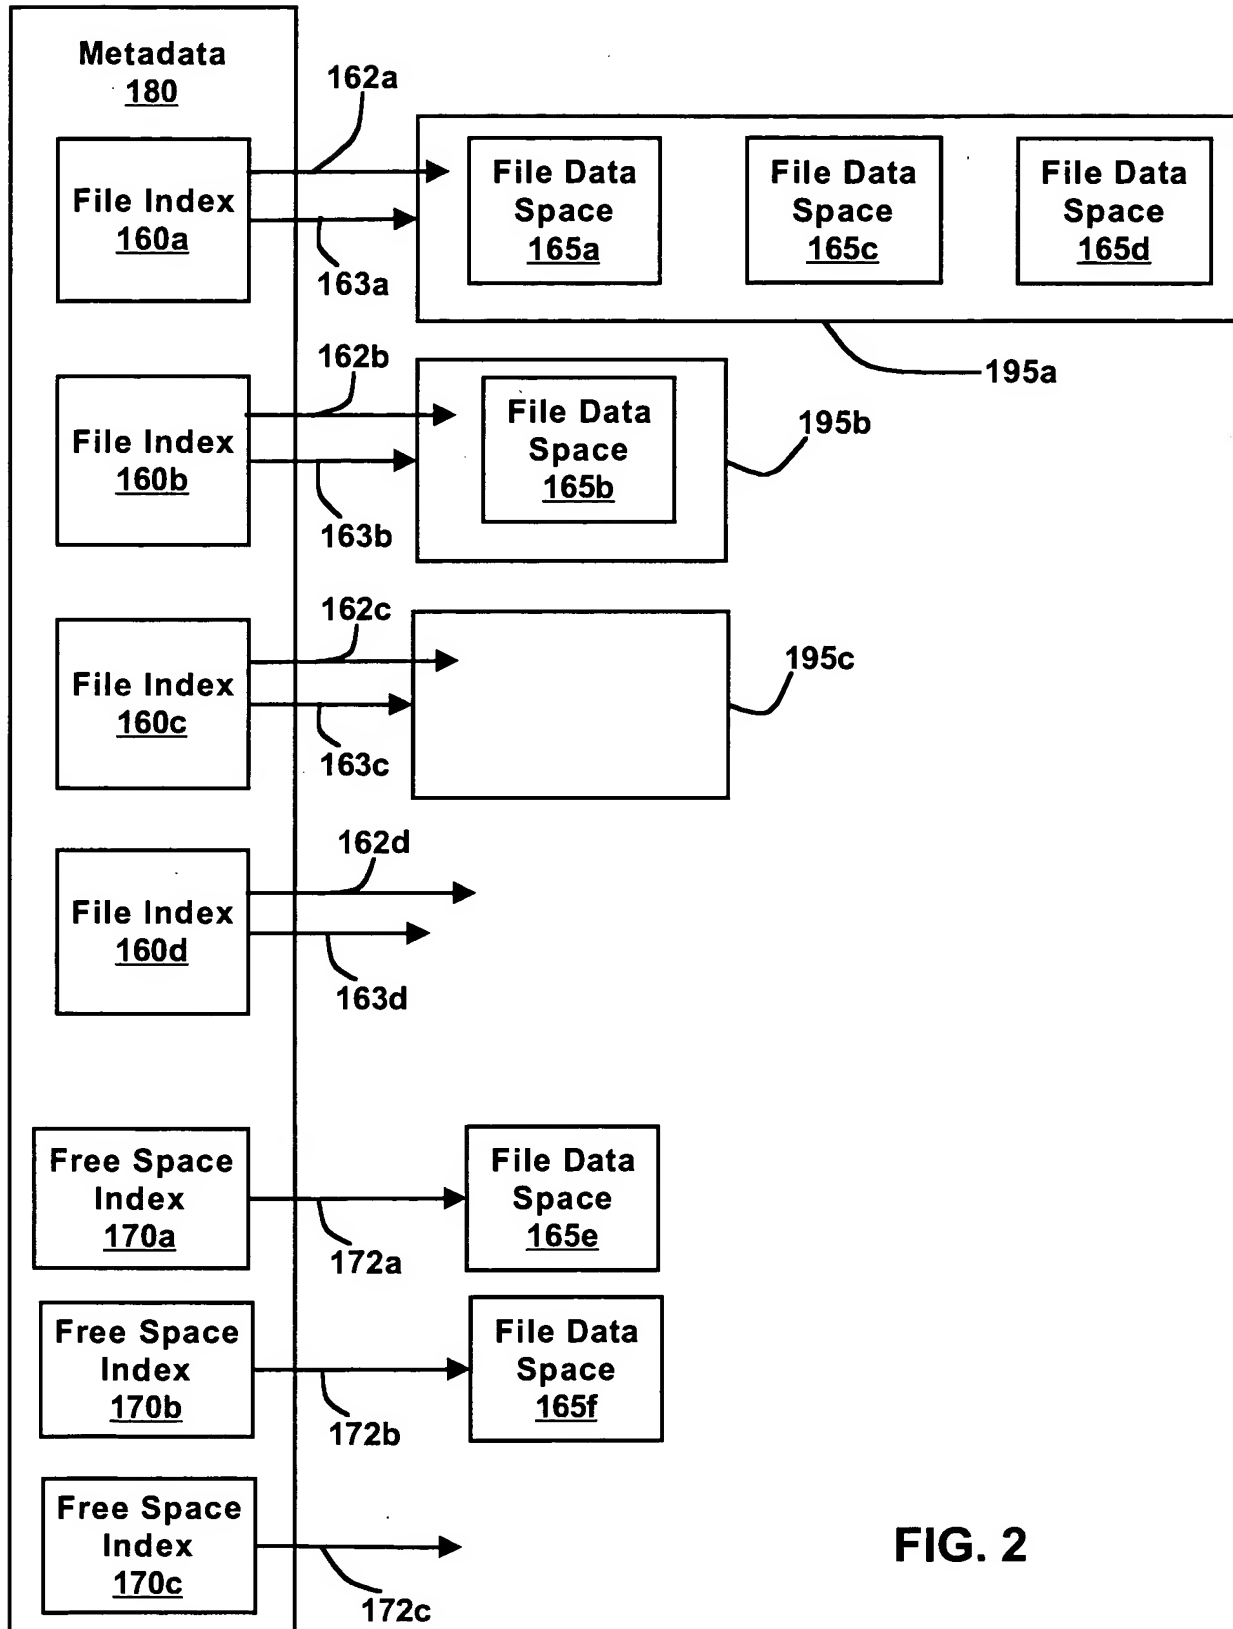 Metadata
180
162a
File Index
160a
163a
File Data
Space
165a
File Data
Space
165c
File Data
Space
165d
195a
162b
File Index
160b
163b
File Data
Space
165b
195b
162c
File Index
160c
163c
195c
162d
File Index
160d
163d
Free Space
Index
170a
172a
File Data
Space
165e
Free Space
Index
170b
172b
File Data
Space
165f
Free Space
Index
170c
172c
FIG. 2